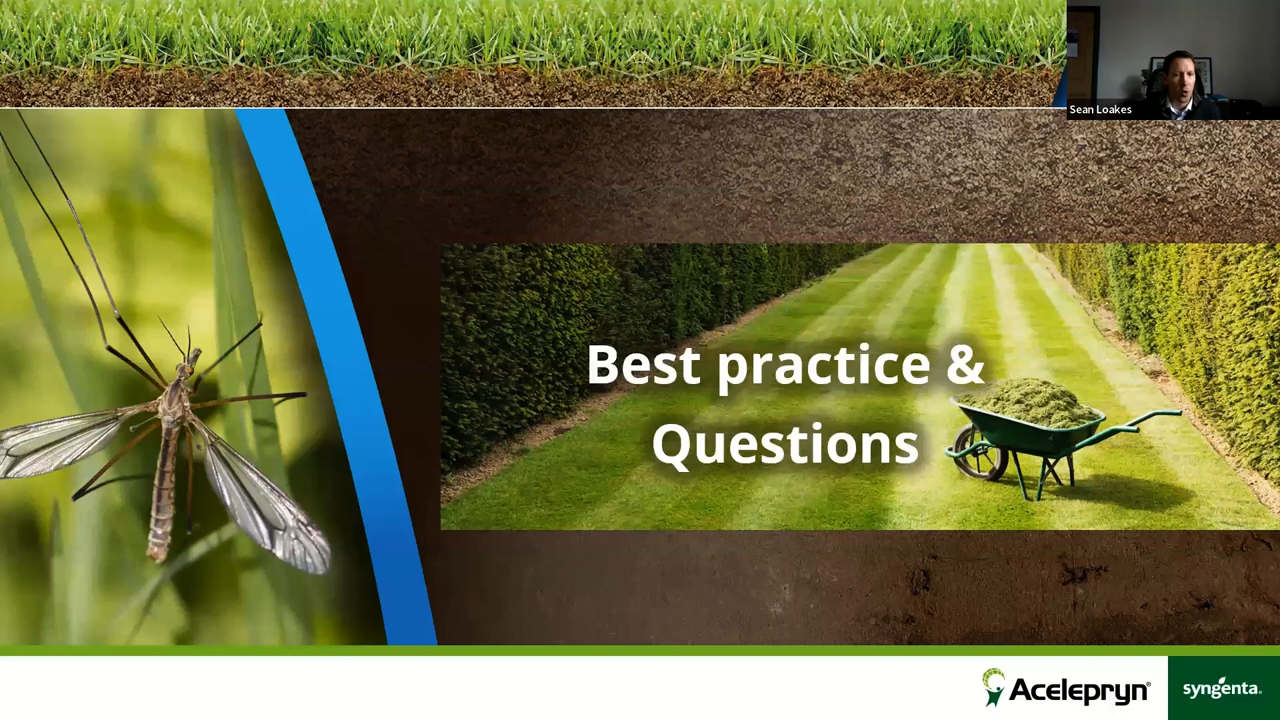 Sean Loakes
Best practice &
Questions
Acelepryn®
syngenta®